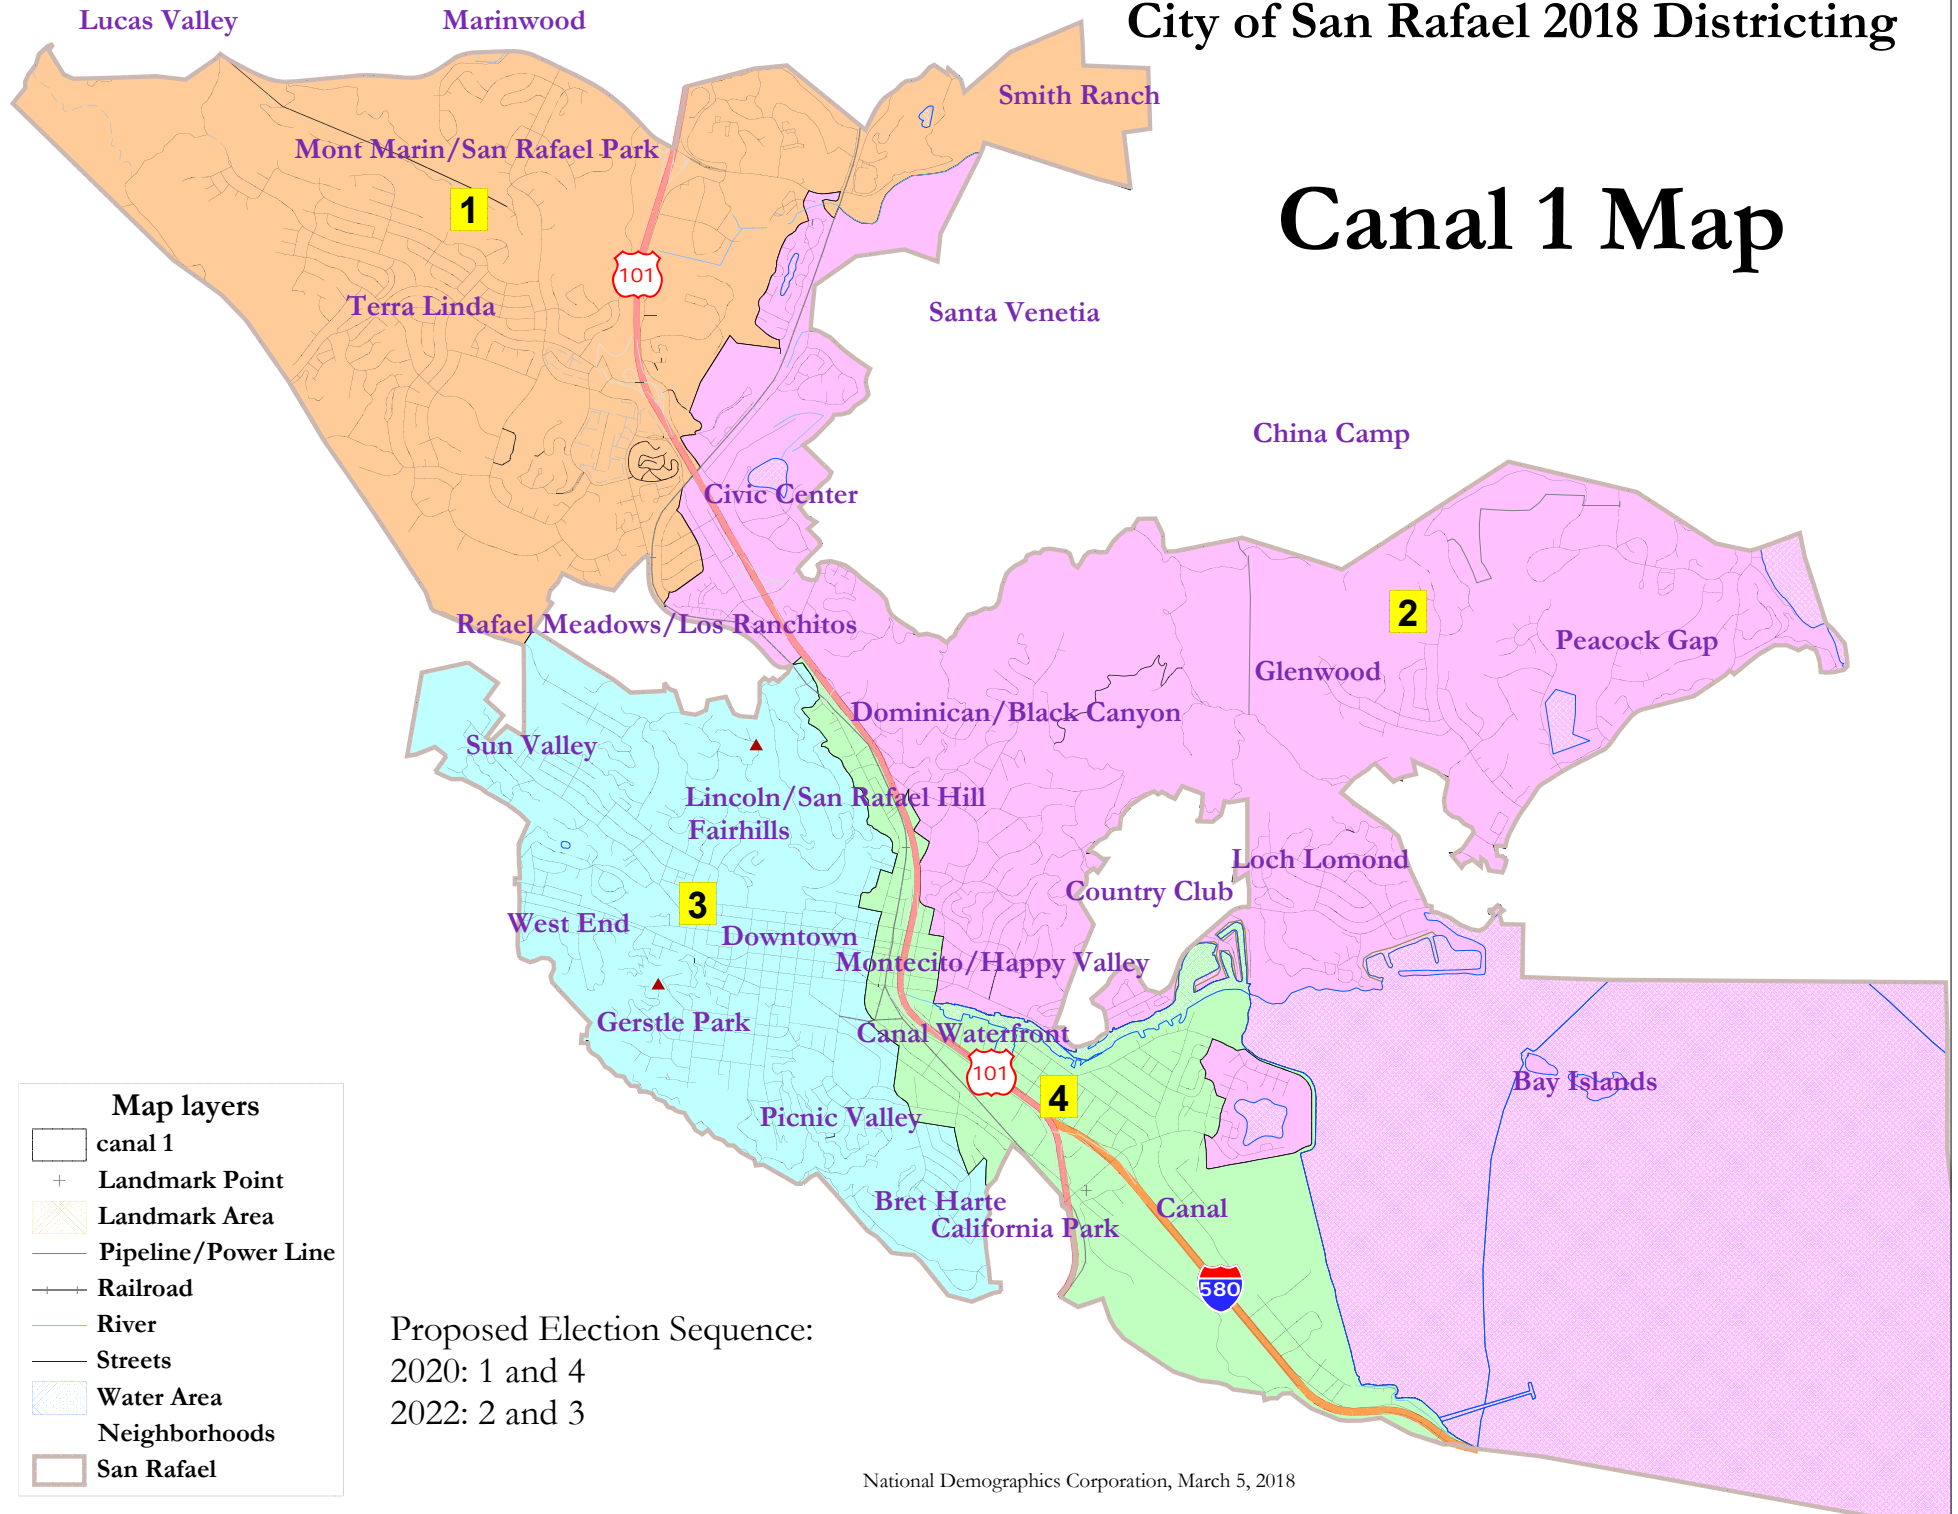 City of San Rafael 2018 Districting
Lucas Valley
Marinwood
Smith Ranch
Mont Marin/San Rafael Park
Canal 1 Map
1
101
Terra Linda
Santa Venetia
China Camp
Civic Center
2
Rafael Meadows/Los Ranchitos
Peacock Gap
Glenwood
Dominican/Black Canyon
Sun Valley
Lincoln/San Rafael Hill
Fairhills
Loch Lomond
Country Club
3
West End
Downtown
Montecito/Happy Valley
Gerstle Park
Canal Waterfront
101
Bay Islands
4
Picnic Valley
Bret Harte
Canal
California Park
580
Map layers
canal 1
Landmark Point
Landmark Area
Pipeline/Power Line
Railroad
River
Streets
Water Area
Neighborhoods
San Rafael
Proposed Election Sequence:
2020: 1 and 4
2022: 2 and 3
National Demographics Corporation, March 5, 2018